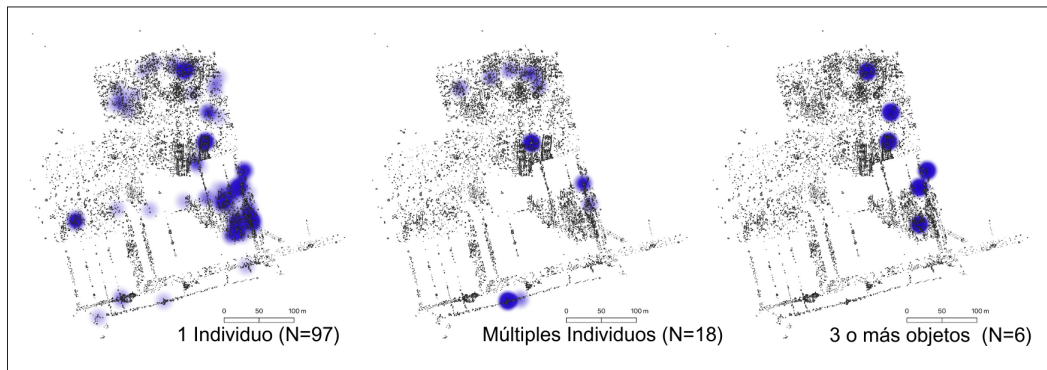 0 50 100 m
1 Individuo (N=97)
0 50 100 m
Múltiples Individuos (N=18)
0 50 100 m
3 o más objetos (N=6)